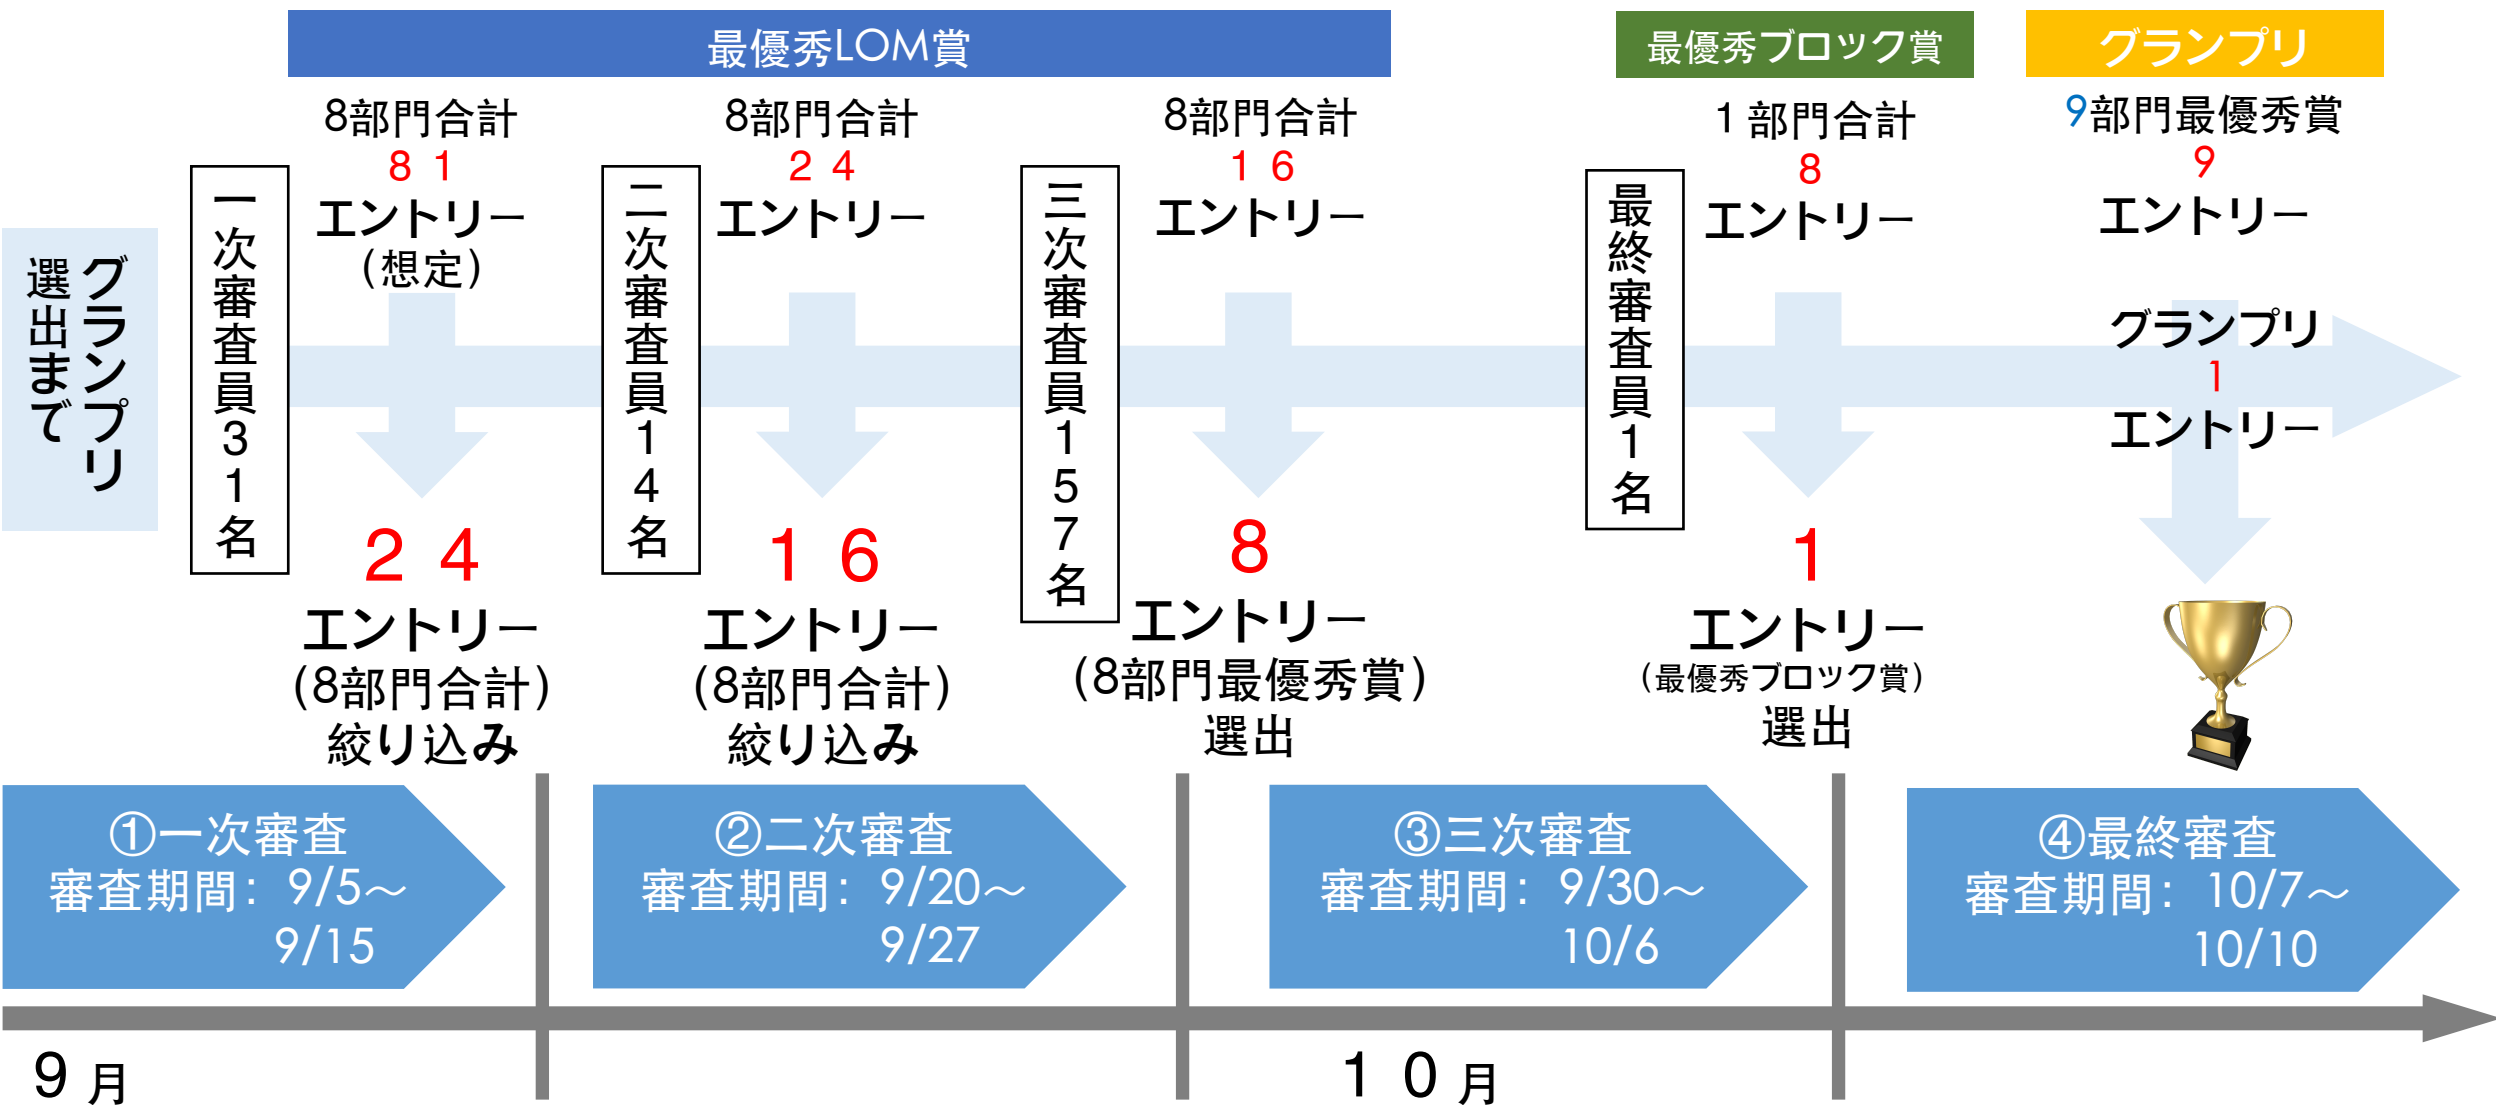 最優秀LOM賞
最優秀ブロック賞
グランプリ
グランプリ
選出まで
一次審査員31名
8部門合計
８１
エントリー
(想定)
２４
エントリー
(8部門合計)
絞り込み
二次審査員14名
8部門合計
２４
エントリー
１６
エントリー
(8部門合計)
絞り込み
三次審査員157名
8部門合計
１６
エントリー
8
エントリー
(8部門最優秀賞)
選出
最終審査員1名
1部門合計
8
エントリー
1
エントリー
(最優秀ブロック賞)
選出
9部門最優秀賞
9
エントリー
グランプリ
1
エントリー
①一次審査
審査期間：9/5～
9/15
②二次審査
審査期間：9/20～
9/27
③三次審査
審査期間：9/30～
10/6
④最終審査
審査期間：10/7～
10/10
９月
１０月